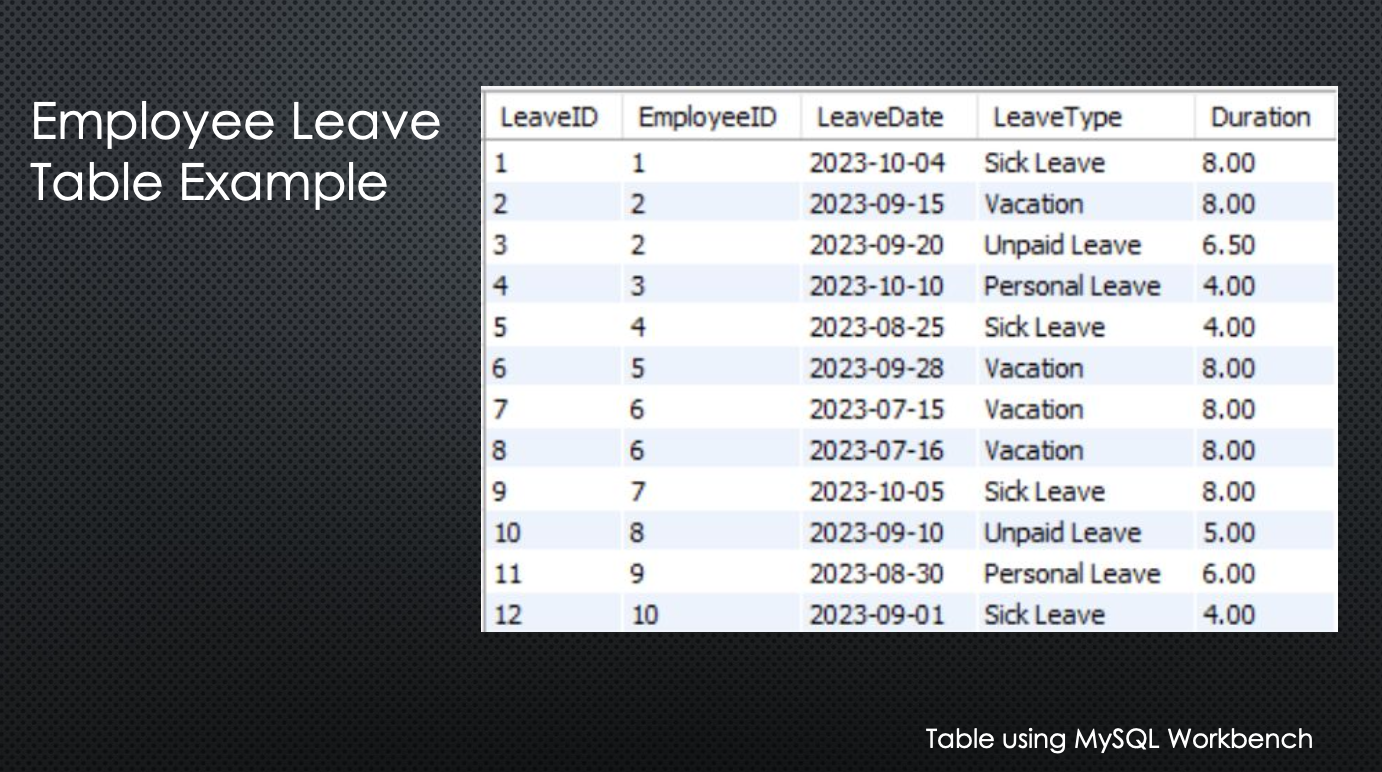 Employee Leave
Table Example
LeaveID EmployeeID LeaveDate LeaveType Duration
1 1 2023-10-04 Sick Leave 8.00
2 2 2023-09-15 Vacation 8.00
3 2 2023-09-20 Unpaid Leave 6.50
4 3 2023-10-10 Personal Leave 4.00
5 4 2023-08-25 Sick Leave 4.00
6 5 2023-09-28 Vacation 8.00
7 6 2023-07-15 Vacation 8.00
8 6 2023-07-16 Vacation 8.00
9 7 2023-10-05 Sick Leave 8.00
10 8 2023-09-10 Unpaid Leave 5.00
11 9 2023-08-30 Personal Leave 6.00
12 10 2023-09-01 Sick Leave 4.00
Table using MySQL Workbench